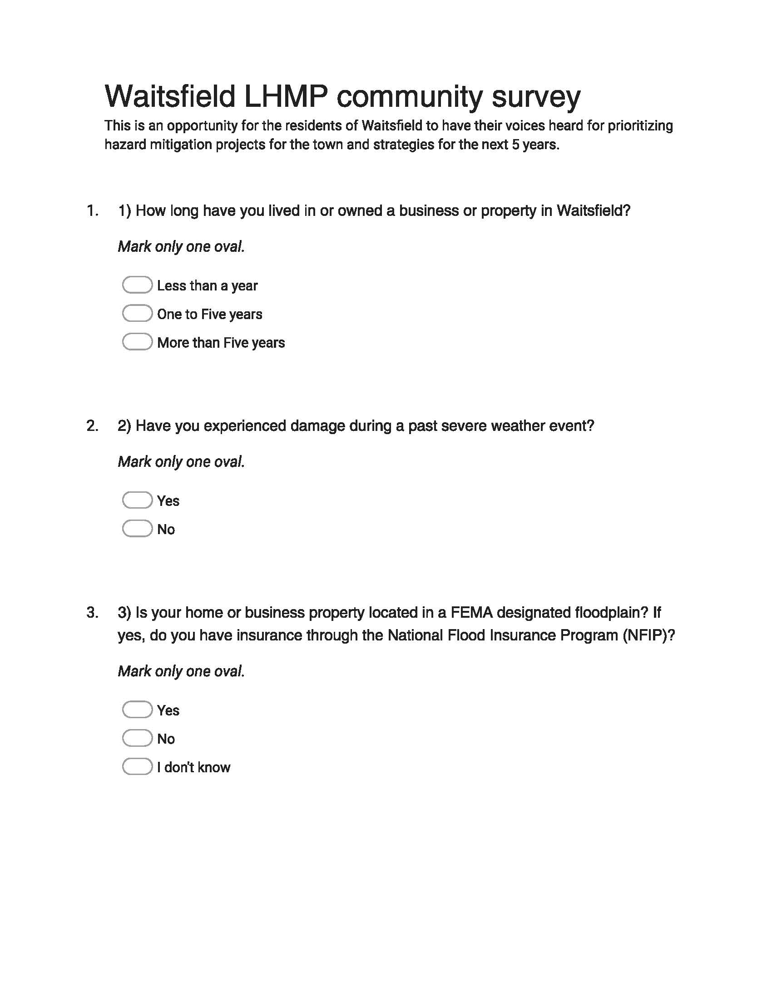 Waitsfield LHMP community survey
This is an opportunity for the residents of Waitsfield to have their voices heard for prioritizing
hazard mitigation projects for the town and strategies for the next 5 years.
1. 1) How long have you lived in or owned a business or property in Waitsfield?
Mark only one oval.
Less than a year
One to Five years
More than Five years
2. 2) Have you experienced damage during a past severe weather event?
Mark only one oval.
Yes
No
3. 3) Is your home or business property located in a FEMA designated floodplain? If
yes, do you have insurance through the National Flood Insurance Program (NFIP)?
Mark only one oval.
Yes
No
I don't know